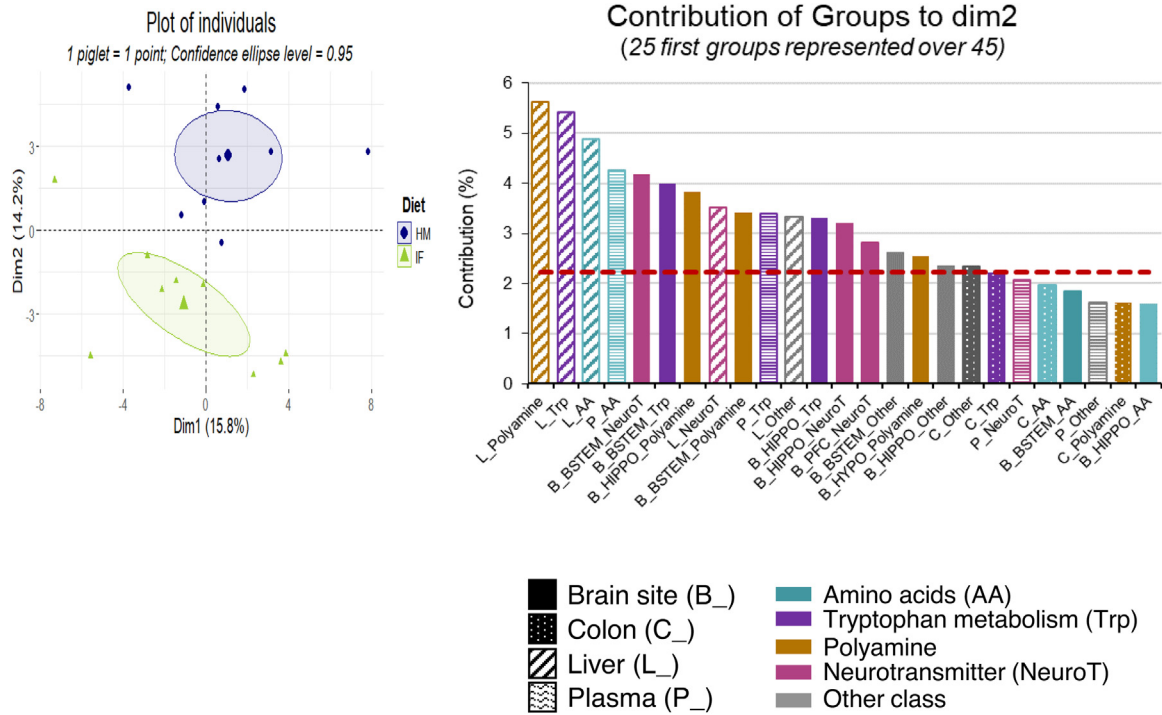 Plot of individuals
1 piglet = 1 point; Confidence ellipse level = 0.95
Dim2 (14.2%)
3
0
-3
-8
-4
0
4
8
Dim1 (15.8%)
Diet
HM
IF
Contribution of Groups to dim2
(25 first groups represented over 45)
Contribution (%)
6
5
4
3
2
1
0
L_Polyamine
L_Trp
L_AA
P_AA
B_BSTEM_NeuroT
B_BSTEM_Trp
B_HIPPO_Polyamine
L_NeuroT
B_BSTEM_Polyamine
P_Trp
L_Other
B_HIPPO_Trp
B_HIPPO_NeuroT
B_PFC_NeuroT
B_BSTEM_Other
B_HYPO_Polyamine
B_HIPPO_Other
C_Other
C_Trp
P_NeuroT
C_AA
B_BSTEM_AA
P_Other
C_Polyamine
B_HIPPO_AA
Brain site (B_)
Colon (C_)
Liver (L_)
Plasma (P_)
Amino acids (AA)
Tryptophan metabolism (Trp)
Polyamine
Neurotransmitter (NeuroT)
Other class